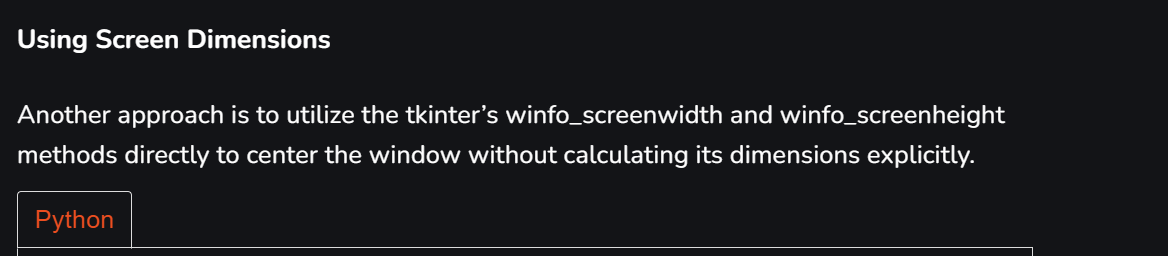 Using Screen Dimensions
Another approach is to utilize the tkinter’s winfo_screenwidth and winfo_screenheight
methods directly to center the window without calculating its dimensions explicitly.
Python